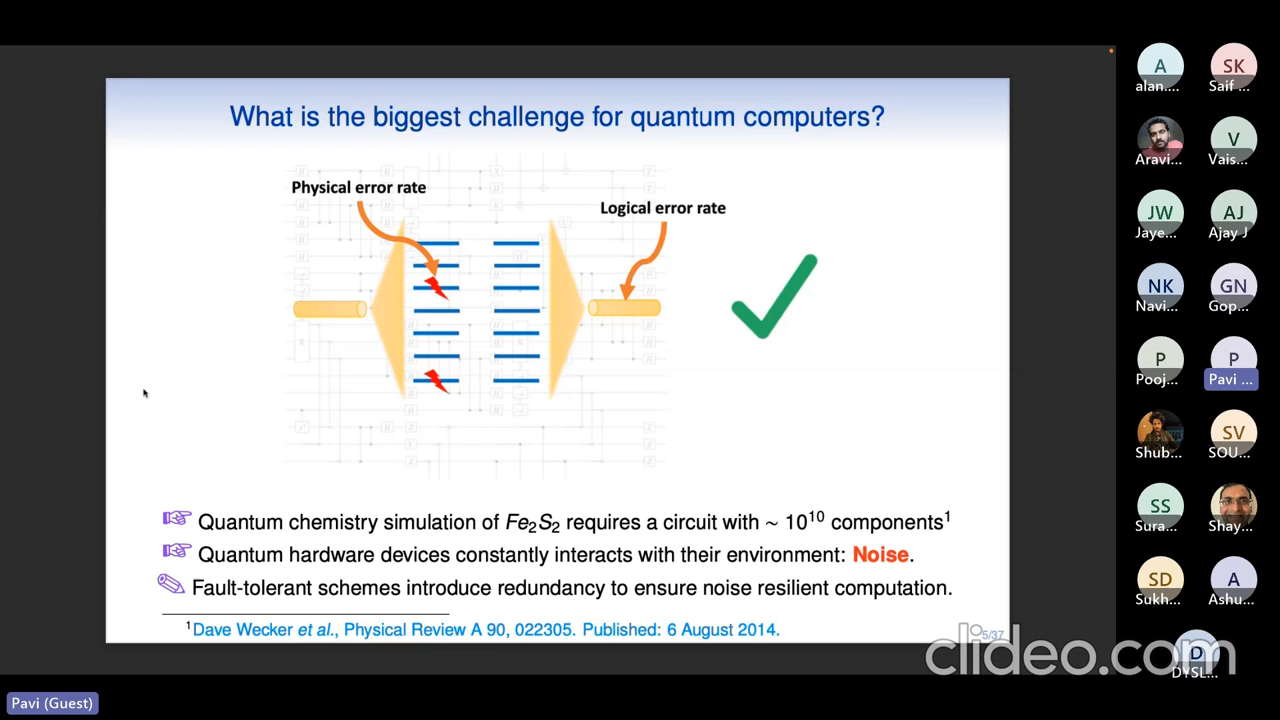 What is the biggest challenge for quantum computers?
Physical error rate
Logical error rate
Quantum chemistry simulation of Fe₂S₂ requires a circuit with ~ 10¹⁰ components¹
Quantum hardware devices constantly interacts with their environment: Noise.
Fault-tolerant schemes introduce redundancy to ensure noise resilient computation.
¹Dave Wecker et al., Physical Review A 90, 022305. Published: 6 August 2014.
5/37
A
alan....
SK
Saif ...
Aravi...
V
Vais...
JW
Jaye...
AJ
Ajay J
NK
Navi...
GN
Gop...
P
Pooj...
P
Pavi ...
Shub...
SV
SOU...
SS
Sura...
Shay...
SD
Sukh...
A
Ashu...
D
DYSL...
clideo.com
Pavi (Guest)